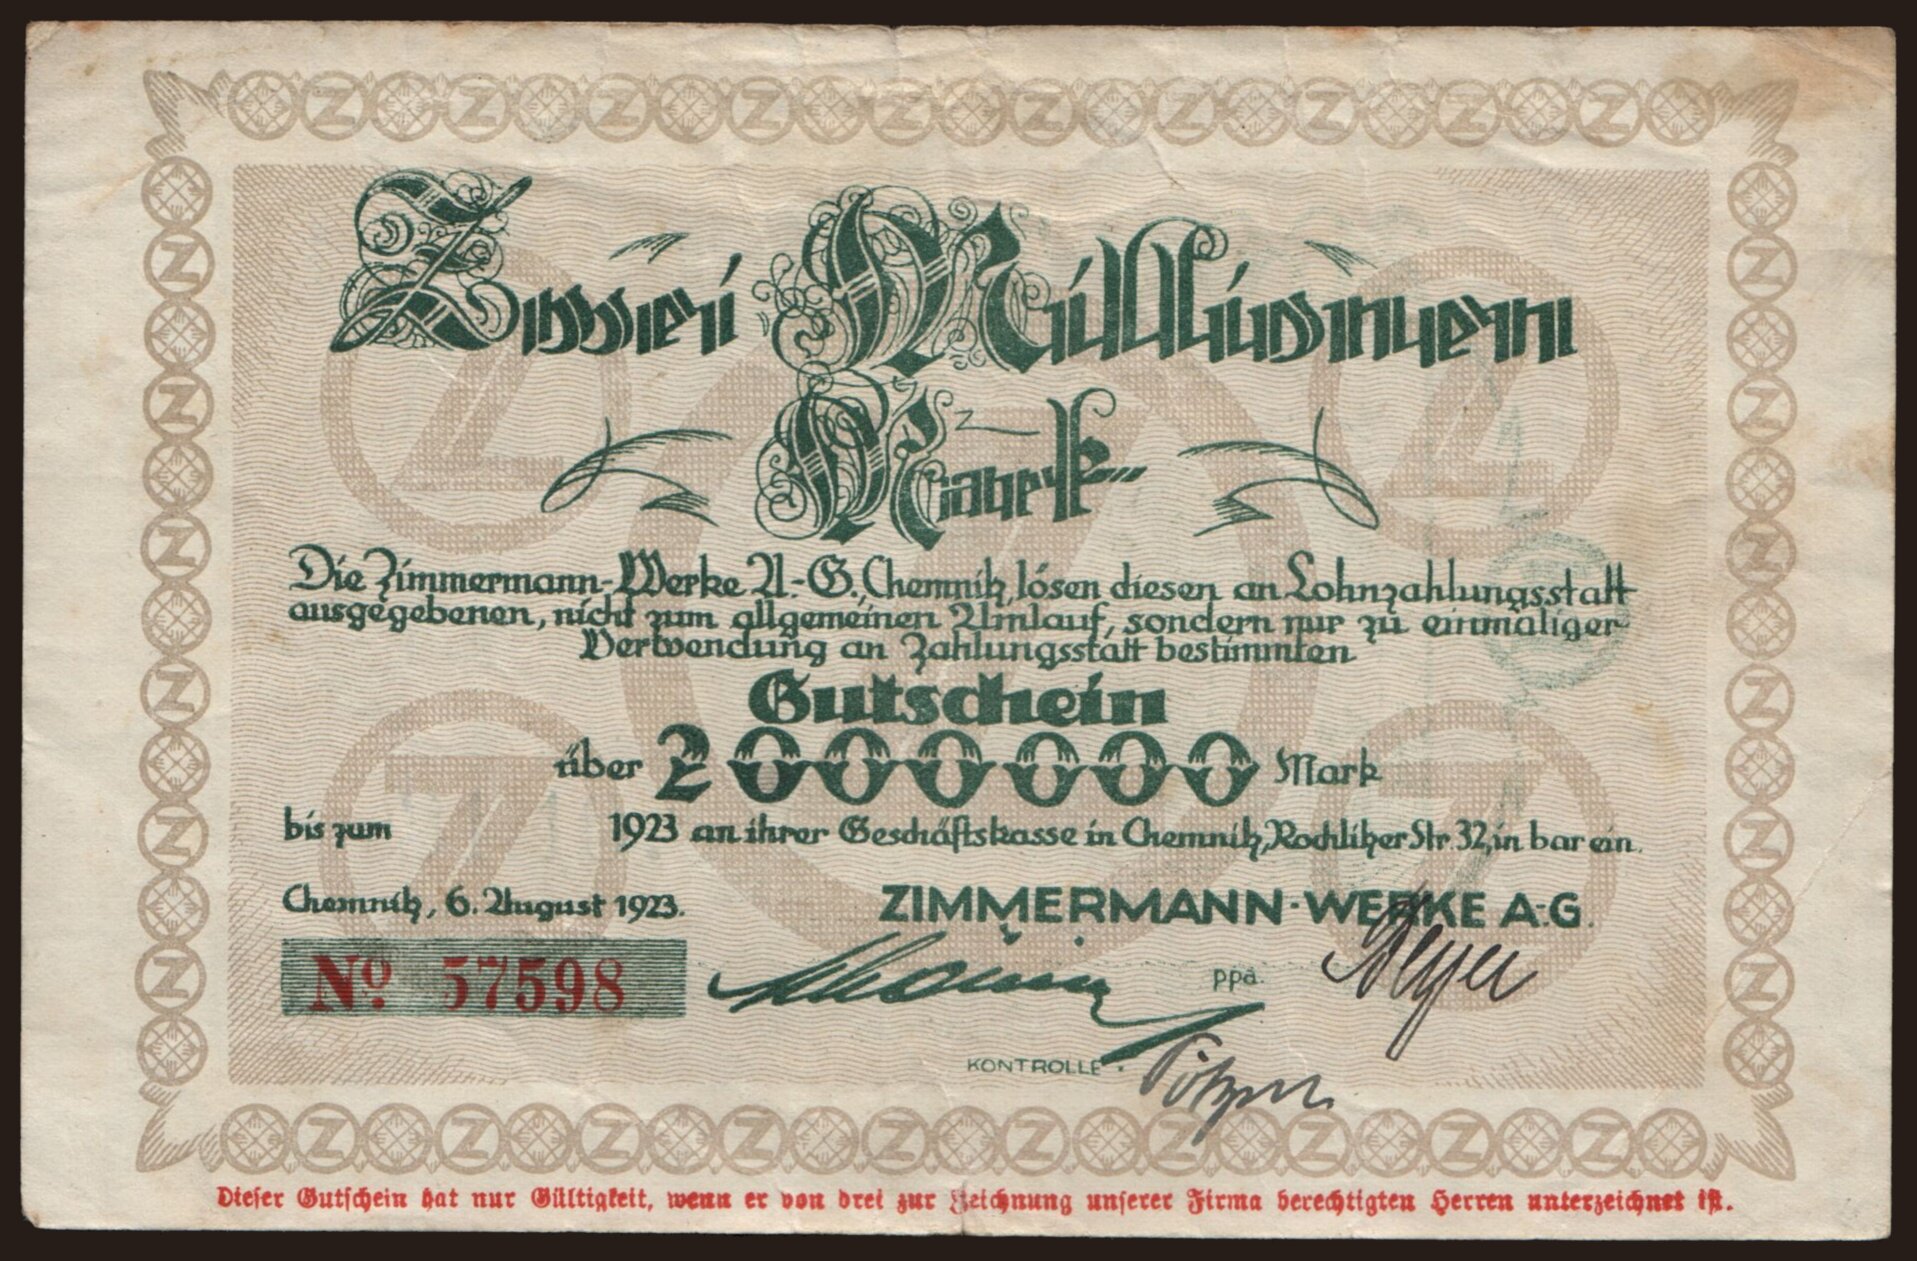 Zwei Millionen
Mark
Die Zimmermann-Werke A.-G., Chemnitz, lösen diesen an Lohnzahlungsstatt
ausgegebenen, nicht zum allgemeinen Umlauf, sondern nur zu einmaliger
Verwendung an Zahlungsstatt bestimmten
Gutschein
über 2000000 Mark
bis zum 1923 an ihrer Geschäftskasse in Chemnitz, Rochlitzer Str. 32, in bar ein.
Chemnitz, 6. August 1923.
ZIMMERMANN-WERKE A.-G.
No. 57598
ppa.
KONTROLLE
Dieser Gutschein hat nur Gültigkeit, wenn er von drei zur Zeichnung unserer Firma berechtigten Herren unterzeichnet ist.